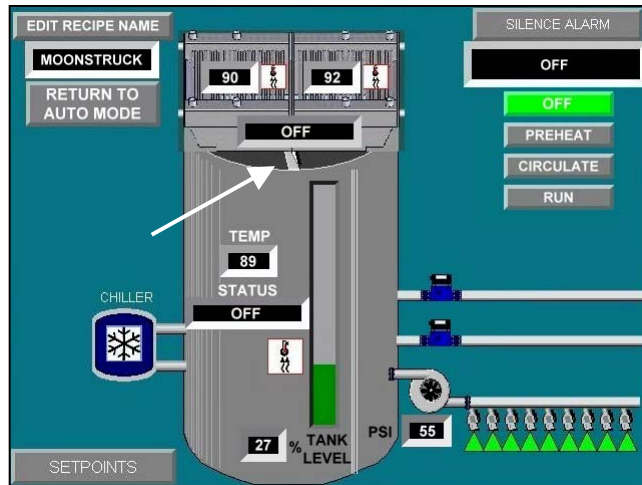 EDIT RECIPE NAME
MOONSTRUCK
RETURN TO
AUTO MODE
90
92
OFF
SILENCE ALARM
OFF
OFF
PREHEAT
CIRCULATE
RUN
TEMP
89
STATUS
OFF
CHILLER
27
%
TANK
LEVEL
PSI
55
SETPOINTS